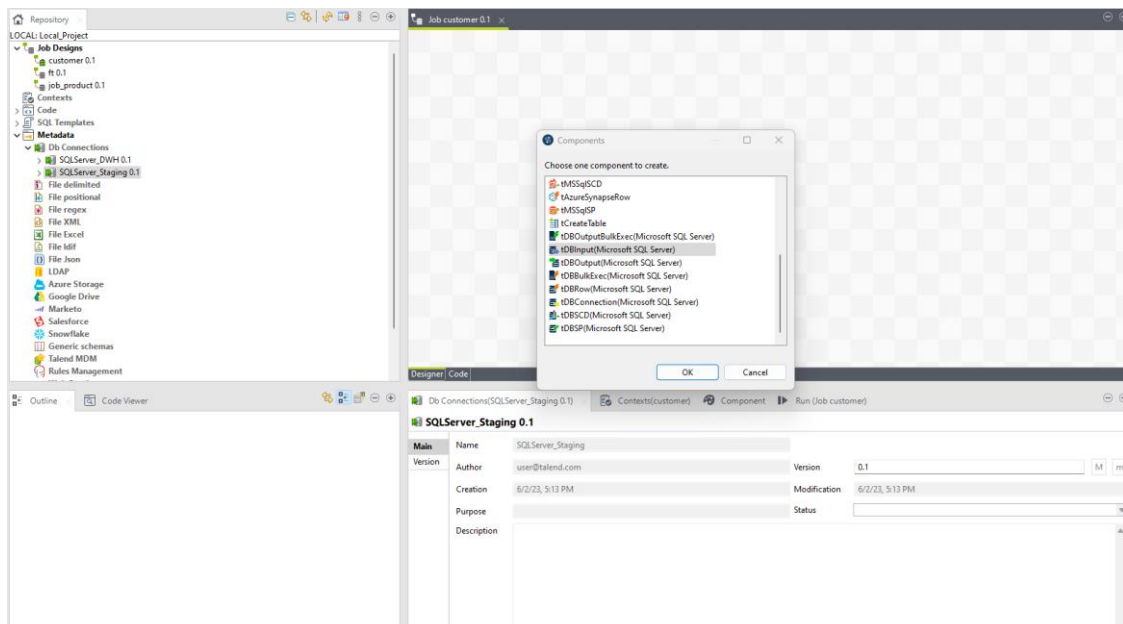 Repository
LOCAL: Local_Project
Job Designs
customer 0.1
ft 0.1
job_product 0.1
Contexts
Code
SQL Templates
Metadata
Db Connections
SQLServer_DWH 0.1
SQLServer_Staging 0.1
File delimited
File positional
File regex
File XML
File Excel
File ldif
File Json
LDAP
Azure Storage
Google Drive
Marketo
Salesforce
Snowflake
Generic schemas
Talend MDM
Rules Management
Job customer 0.1
Components
Choose one component to create.
tMSSqlSCD
tAzureSynapseRow
tMSSqlSP
tCreateTable
tDBOutputBulkExec(Microsoft SQL Server)
tDBInput(Microsoft SQL Server)
tDBOutput(Microsoft SQL Server)
tDBBulkExec(Microsoft SQL Server)
tDBRow(Microsoft SQL Server)
tDBConnection(Microsoft SQL Server)
tDBSCD(Microsoft SQL Server)
tDBSP(Microsoft SQL Server)
OK Cancel
Designer Code
Outline Code Viewer
Db Connections(SQLServer_Staging 0.1) Contexts(customer) Component Run (Job customer)
SQLServer_Staging 0.1
Main
Version
Name SQLServer_Staging
Author user@talend.com Version 0.1 M m
Creation 6/2/23, 5:13 PM Modification 6/2/23, 5:13 PM
Purpose Status
Description